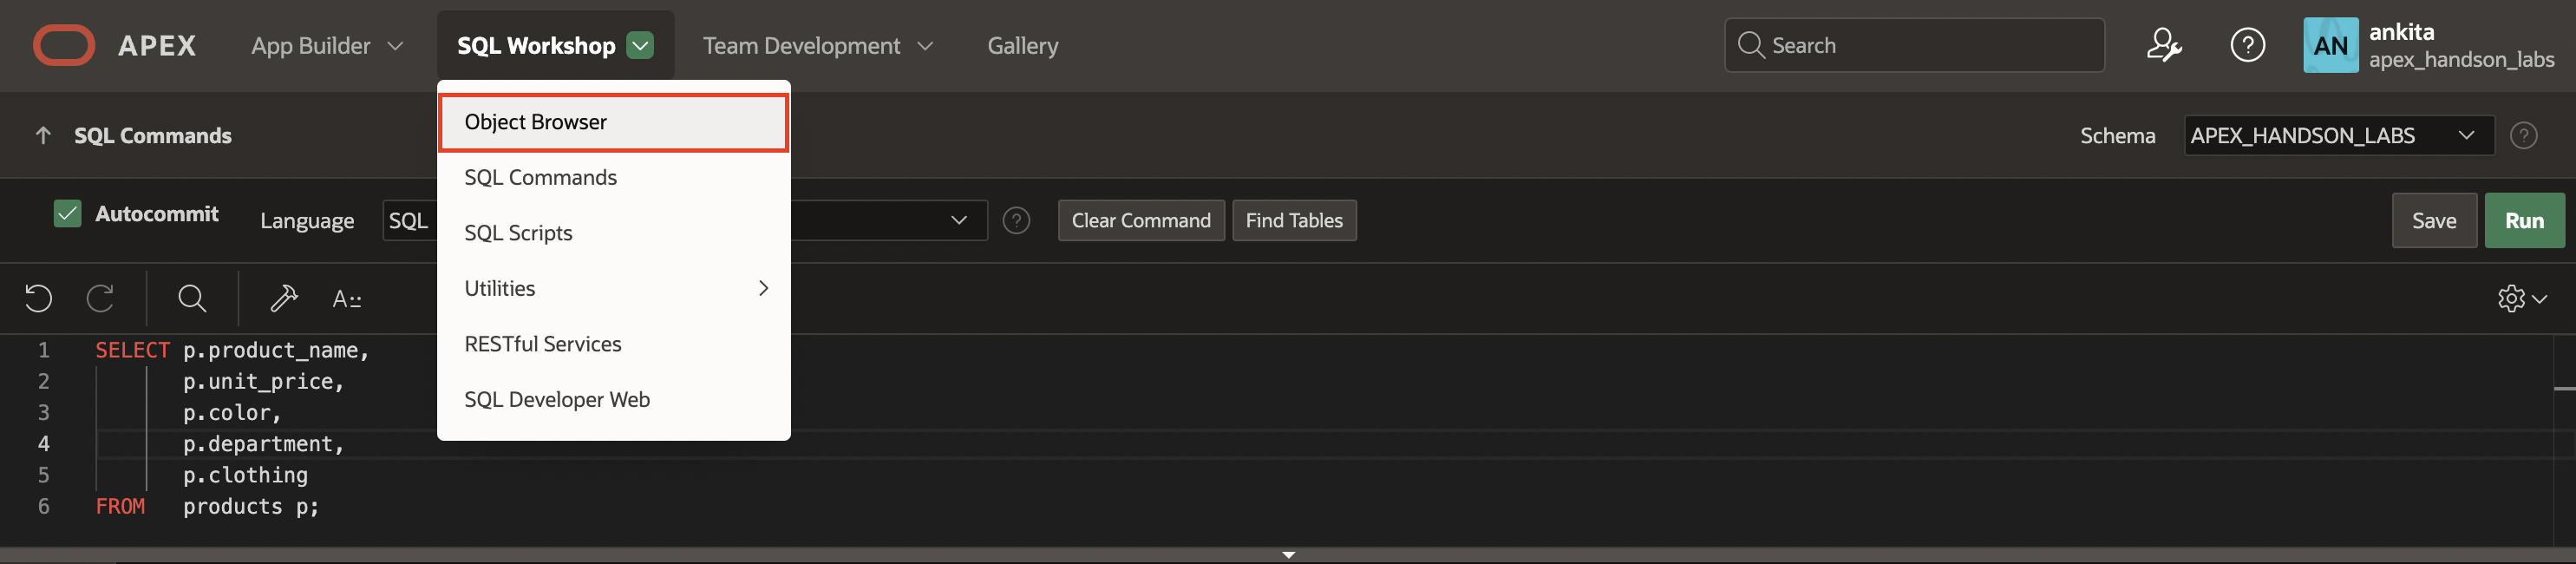 APEX
App Builder
SQL Workshop
Team Development
Gallery
Search
AN
ankita
apex_handson_labs
SQL Commands
Schema
APEX_HANDSON_LABS
?
Object Browser
SQL Commands
SQL Scripts
Utilities
RESTful Services
SQL Developer Web
Autocommit
Language
SQL
?
Clear Command
Find Tables
Save
Run
A::
1 SELECT p.product_name,
2 p.unit_price,
3 p.color,
4 p.department,
5 p.clothing
6 FROM products p;